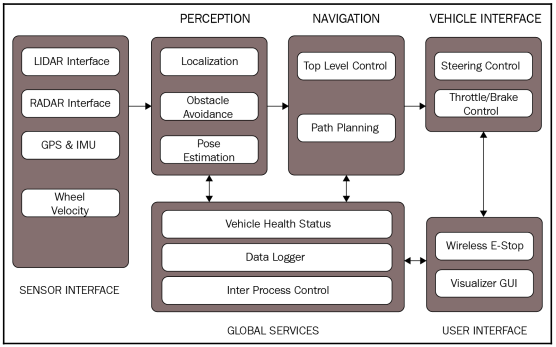 PERCEPTION
NAVIGATION
VEHICLE INTERFACE
LIDAR Interface
RADAR Interface
GPS & IMU
Wheel
Velocity
SENSOR INTERFACE
Localization
Obstacle
Avoidance
Pose
Estimation
Top Level Control
Path Planning
Steering Control
Throttle/Brake
Control
Vehicle Health Status
Data Logger
Inter Process Control
GLOBAL SERVICES
Wireless E-Stop
Visualizer GUI
USER INTERFACE